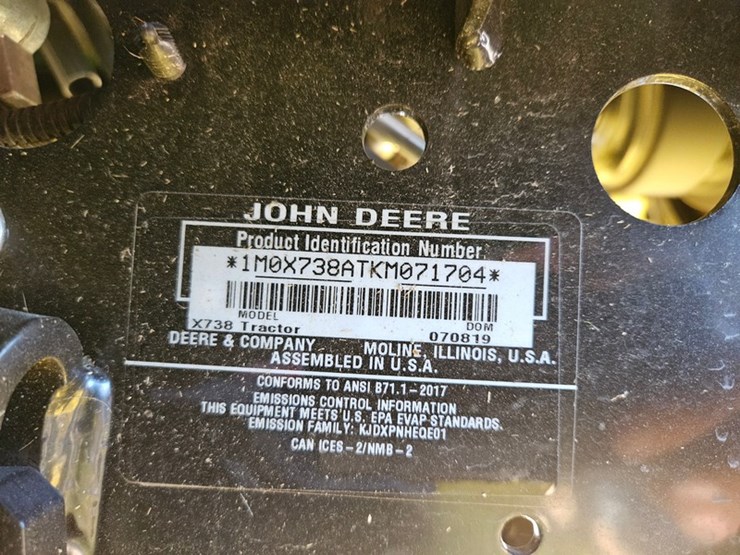 JOHN DEERE
Product Identification Number
*1M0X738ATKM071704*
MODEL DOM
X738 Tractor 070819
DEERE & COMPANY MOLINE, ILLINOIS, U.S.A.
ASSEMBLED IN U.S.A.
CONFORMS TO ANSI B71.1-2017
EMISSIONS CONTROL INFORMATION
THIS EQUIPMENT MEETS U.S. EPA EVAP STANDARDS.
EMISSION FAMILY: KJDXPNHEQE01
CAN ICES-2/NMB-2